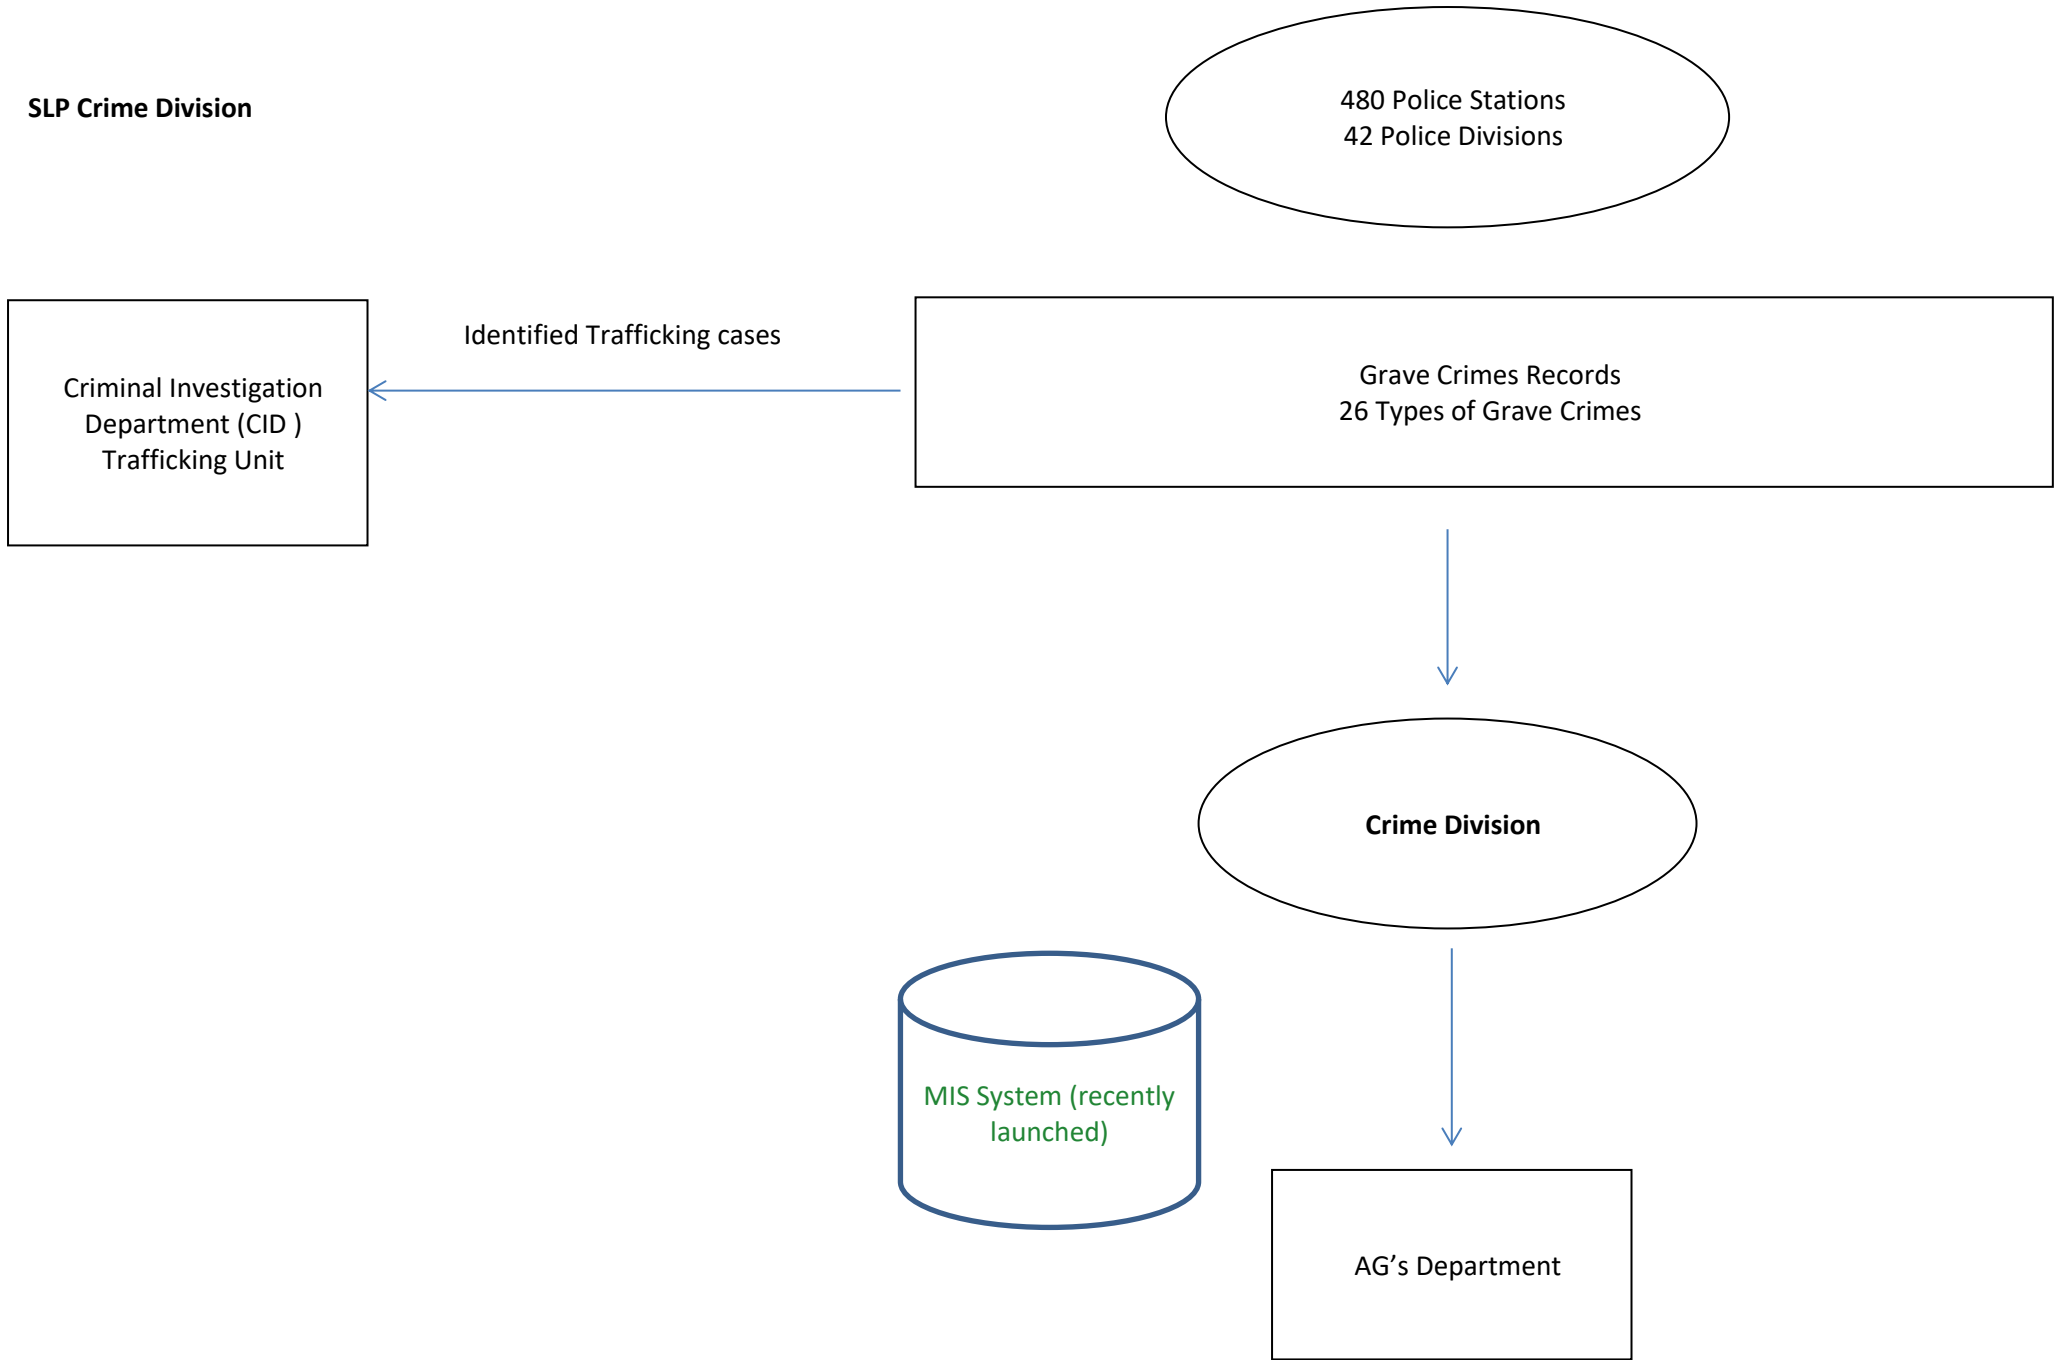 SLP Crime Division
480 Police Stations
42 Police Divisions
Identified Trafficking cases
Criminal Investigation
Department (CID )
Trafficking Unit
Grave Crimes Records
26 Types of Grave Crimes
Crime Division
MIS System (recently
launched)
AG’s Department